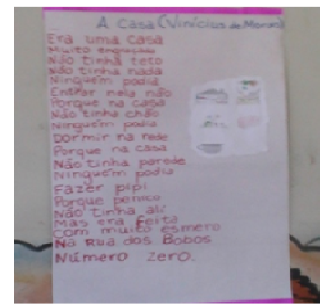 A Casa (Vinícius de Moraes)
Era uma casa
Muito engraçada
Não tinha teto
Não tinha nada
Ninguém podia
Entrar nela não
Porque na casa
Não tinha chão
Ninguém podia
Dormir na rede
Porque na casa
Não tinha parede
Ninguém podia
Fazer pipi
Porque penico
Não tinha ali
Mas era feita
Com muito esmero
Na Rua dos Bobos
Número zero.